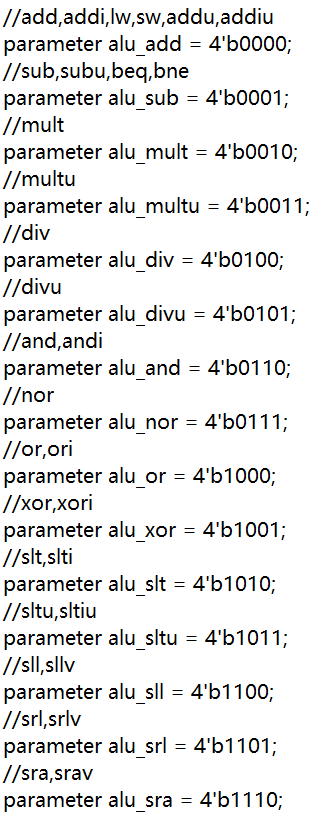 //add,addi,lw,sw,addu,addiu
parameter alu_add = 4'b0000;
//sub,subu,beq,bne
parameter alu_sub = 4'b0001;
//mult
parameter alu_mult = 4'b0010;
//multu
parameter alu_multu = 4'b0011;
//div
parameter alu_div = 4'b0100;
//divu
parameter alu_divu = 4'b0101;
//and,andi
parameter alu_and = 4'b0110;
//nor
parameter alu_nor = 4'b0111;
//or,ori
parameter alu_or = 4'b1000;
//xor,xori
parameter alu_xor = 4'b1001;
//slt,slti
parameter alu_slt = 4'b1010;
//sltu,sltiu
parameter alu_sltu = 4'b1011;
//sll,sllv
parameter alu_sll = 4'b1100;
//srl,srlv
parameter alu_srl = 4'b1101;
//sra,srav
parameter alu_sra = 4'b1110;